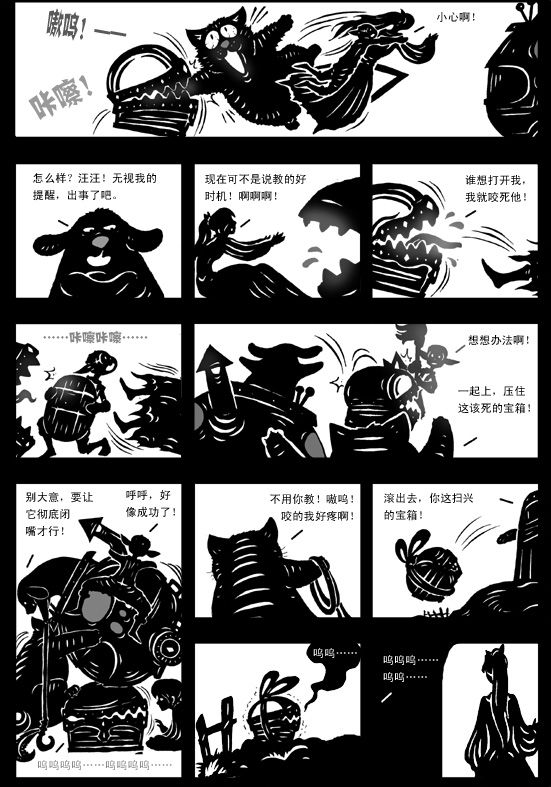 嗷呜！——
小心啊！
咔嚓！
怎么样？汪汪！无视我的
提醒，出事了吧。
现在可不是说教的好
时机！啊啊啊！
谁想打开我，
我就咬死他！
……咔嚓咔嚓……
想想办法啊！
一起上，压住
这该死的宝箱！
别大意，要让
它彻底闭
嘴才行！
呼呼，好
像成功了！
呜呜呜呜……呜呜呜呜……
不用你教！嗷呜！
咬的我好疼啊！
滚出去，你这扫兴
的宝箱！
呜呜……
呜呜呜……
呜呜……